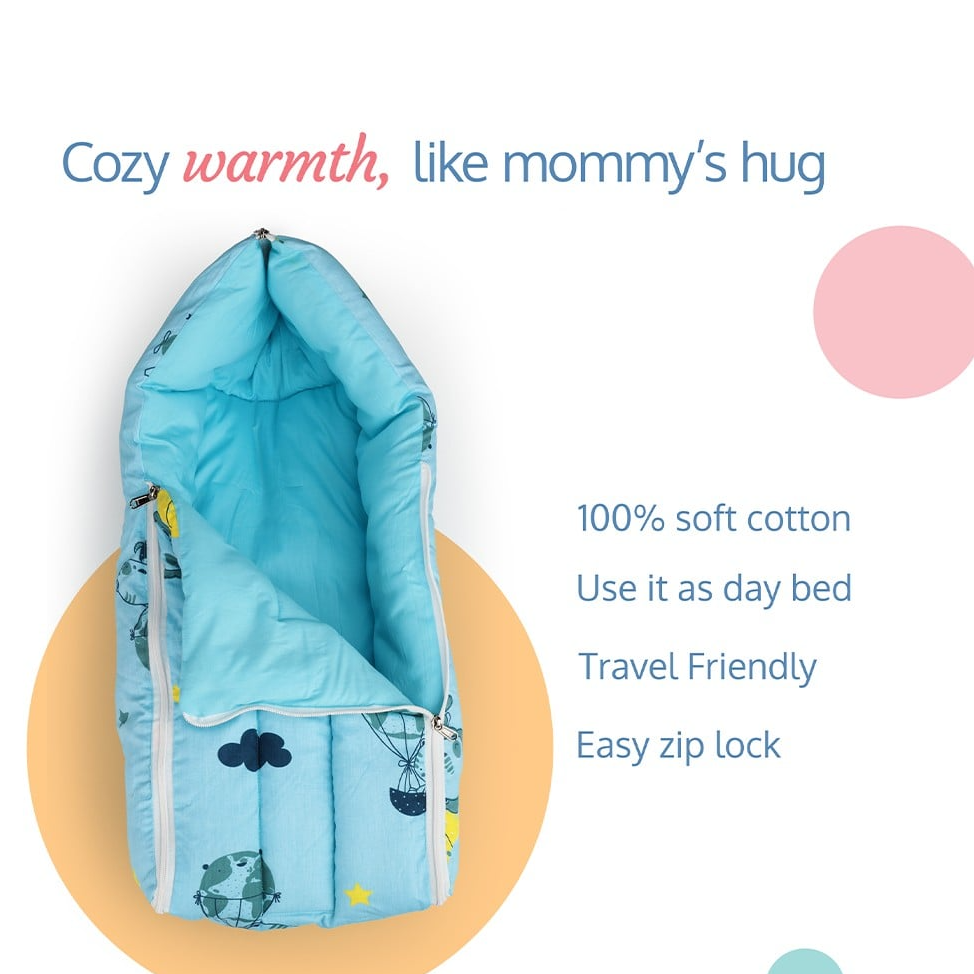 Cozy warmth, like mommy's hug
100% soft cotton
Use it as day bed
Travel Friendly
Easy zip lock